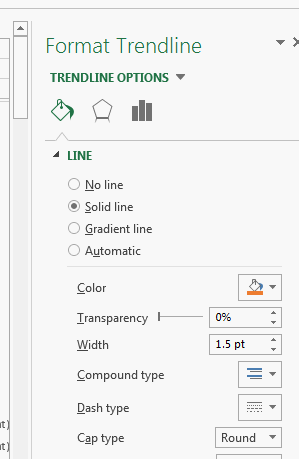 Format Trendline
TRENDLINE OPTIONS
LINE
No line
Solid line
Gradient line
Automatic
Color
Transparency 0%
Width 1.5 pt
Compound type
Dash type
Cap type Round